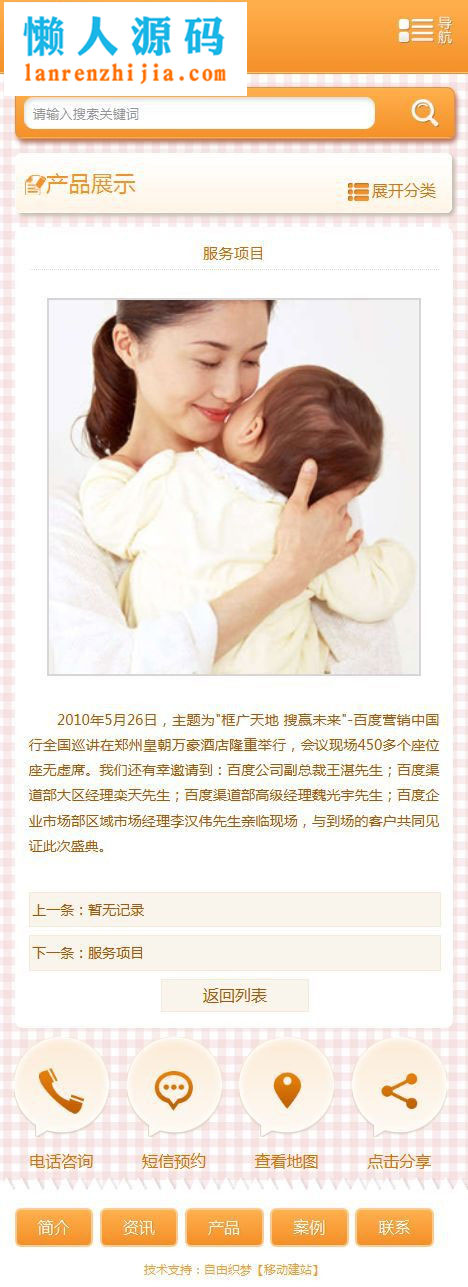 懒人源码
lanrenzhijia.com
导航
请输入搜索关键词
产品展示
展开分类
服务项目
2010年5月26日，主题为"框广天地 搜赢未来"-百度营销中国
行全国巡讲在郑州皇朝万豪酒店隆重举行，会议现场450多个座位
座无虚席。我们还有幸邀请到：百度公司副总裁王湛先生；百度渠
道部大区经理栾天先生；百度渠道部高级经理魏光宇先生；百度企
业市场部区域市场经理李汉伟先生亲临现场，与到场的客户共同见
证此次盛典。
上一条：暂无记录
下一条：服务项目
返回列表
电话咨询 短信预约 查看地图 点击分享
简介 资讯 产品 案例 联系
技术支持：自由织梦【移动建站】